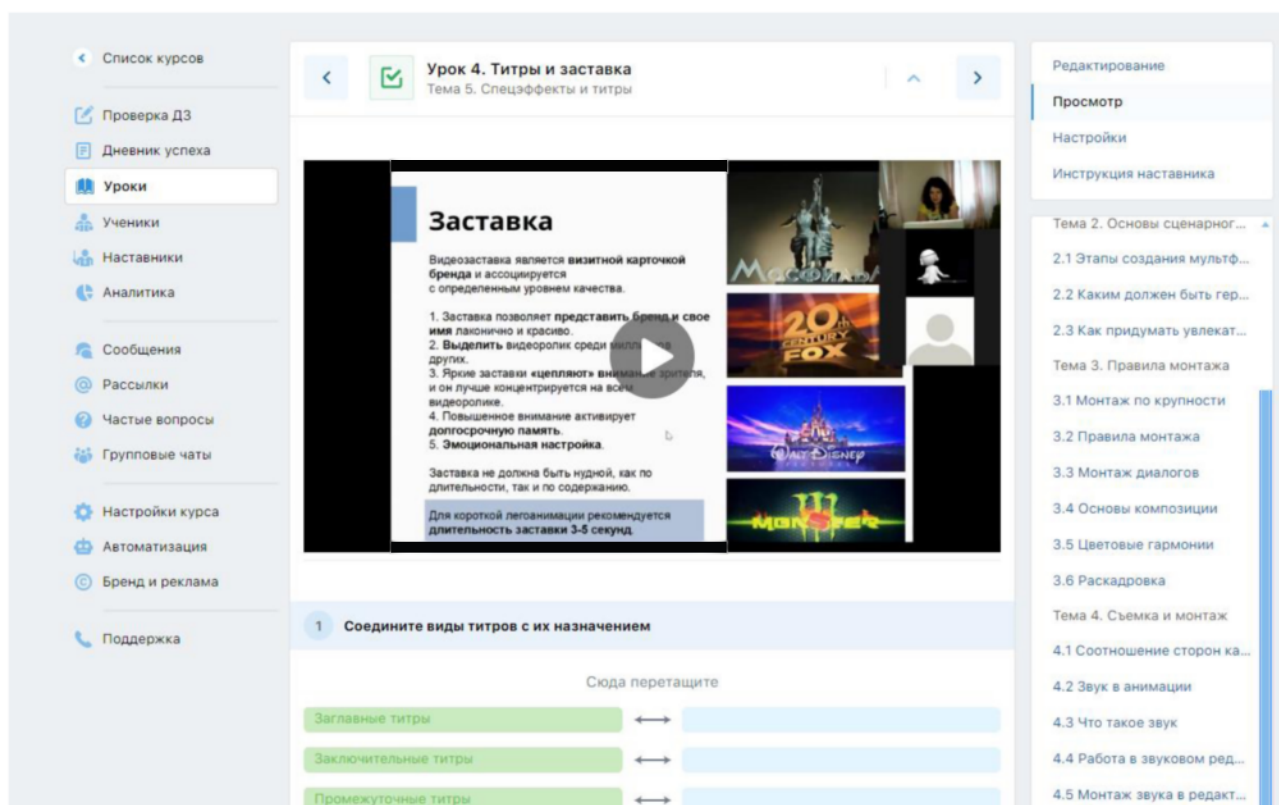 Список курсов
Проверка ДЗ
Дневник успеха
Уроки
Ученики
Наставники
Аналитика
Сообщения
Рассылки
Частые вопросы
Групповые чаты
Настройки курса
Автоматизация
Бренд и реклама
Поддержка
Урок 4. Титры и заставка
Тема 5. Спецэффекты и титры
Заставка
Видеозаставка является визитной карточкой
бренда и ассоциируется
с определенным уровнем качества.
1. Заставка позволяет представить бренд и свое
имя лаконично и красиво.
2. Выделить видеоролик среди
других.
3. Яркие заставки «цепляют» внимание зрителя,
и он лучше концентрируется на всем
видеоролике.
4. Повышенное внимание активирует
долгосрочную память.
5. Эмоциональная настройка.
Заставка не должна быть нудной, как по
длительности, так и по содержанию.
Для короткой легоанимации рекомендуется
длительность заставки 3-5 секунд.
Мосфильм
20th
CENTURY
FOX
WALT DISNEY
MONSTER
1 Соедините виды титров с их назначением
Сюда перетащите
Заглавные титры
Заключительные титры
Промежуточные титры
Редактирование
Просмотр
Настройки
Инструкция наставника
Тема 2. Основы сценарног...
2.1 Этапы создания мультф...
2.2 Каким должен быть гер...
2.3 Как придумать увлекат...
Тема 3. Правила монтажа
3.1 Монтаж по крупности
3.2 Правила монтажа
3.3 Монтаж диалогов
3.4 Основы композиции
3.5 Цветовые гармонии
3.6 Раскадровка
Тема 4. Съемка и монтаж
4.1 Соотношение сторон ка...
4.2 Звук в анимации
4.3 Что такое звук
4.4 Работа в звуковом ред...
4.5 Монтаж звука в редакт...